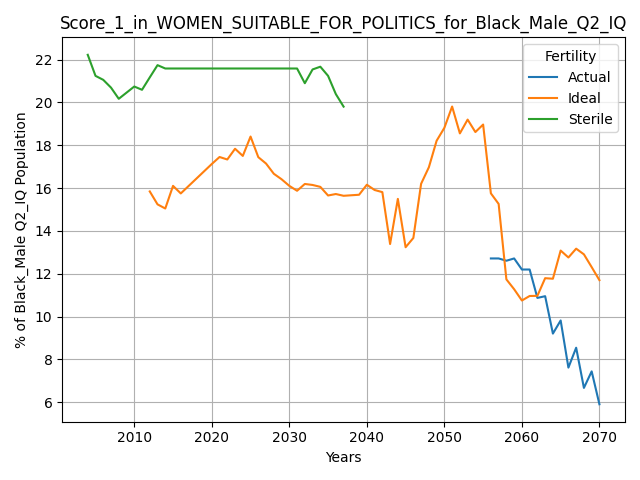 Score_1_in_WOMEN_SUITABLE_FOR_POLITICS_for_Black_Male_Q2_IQ
Fertility
Actual
Ideal
Sterile
% of Black_Male Q2_IQ Population
22
20
18
16
14
12
10
8
6
2010 2020 2030 2040 2050 2060 2070
Years